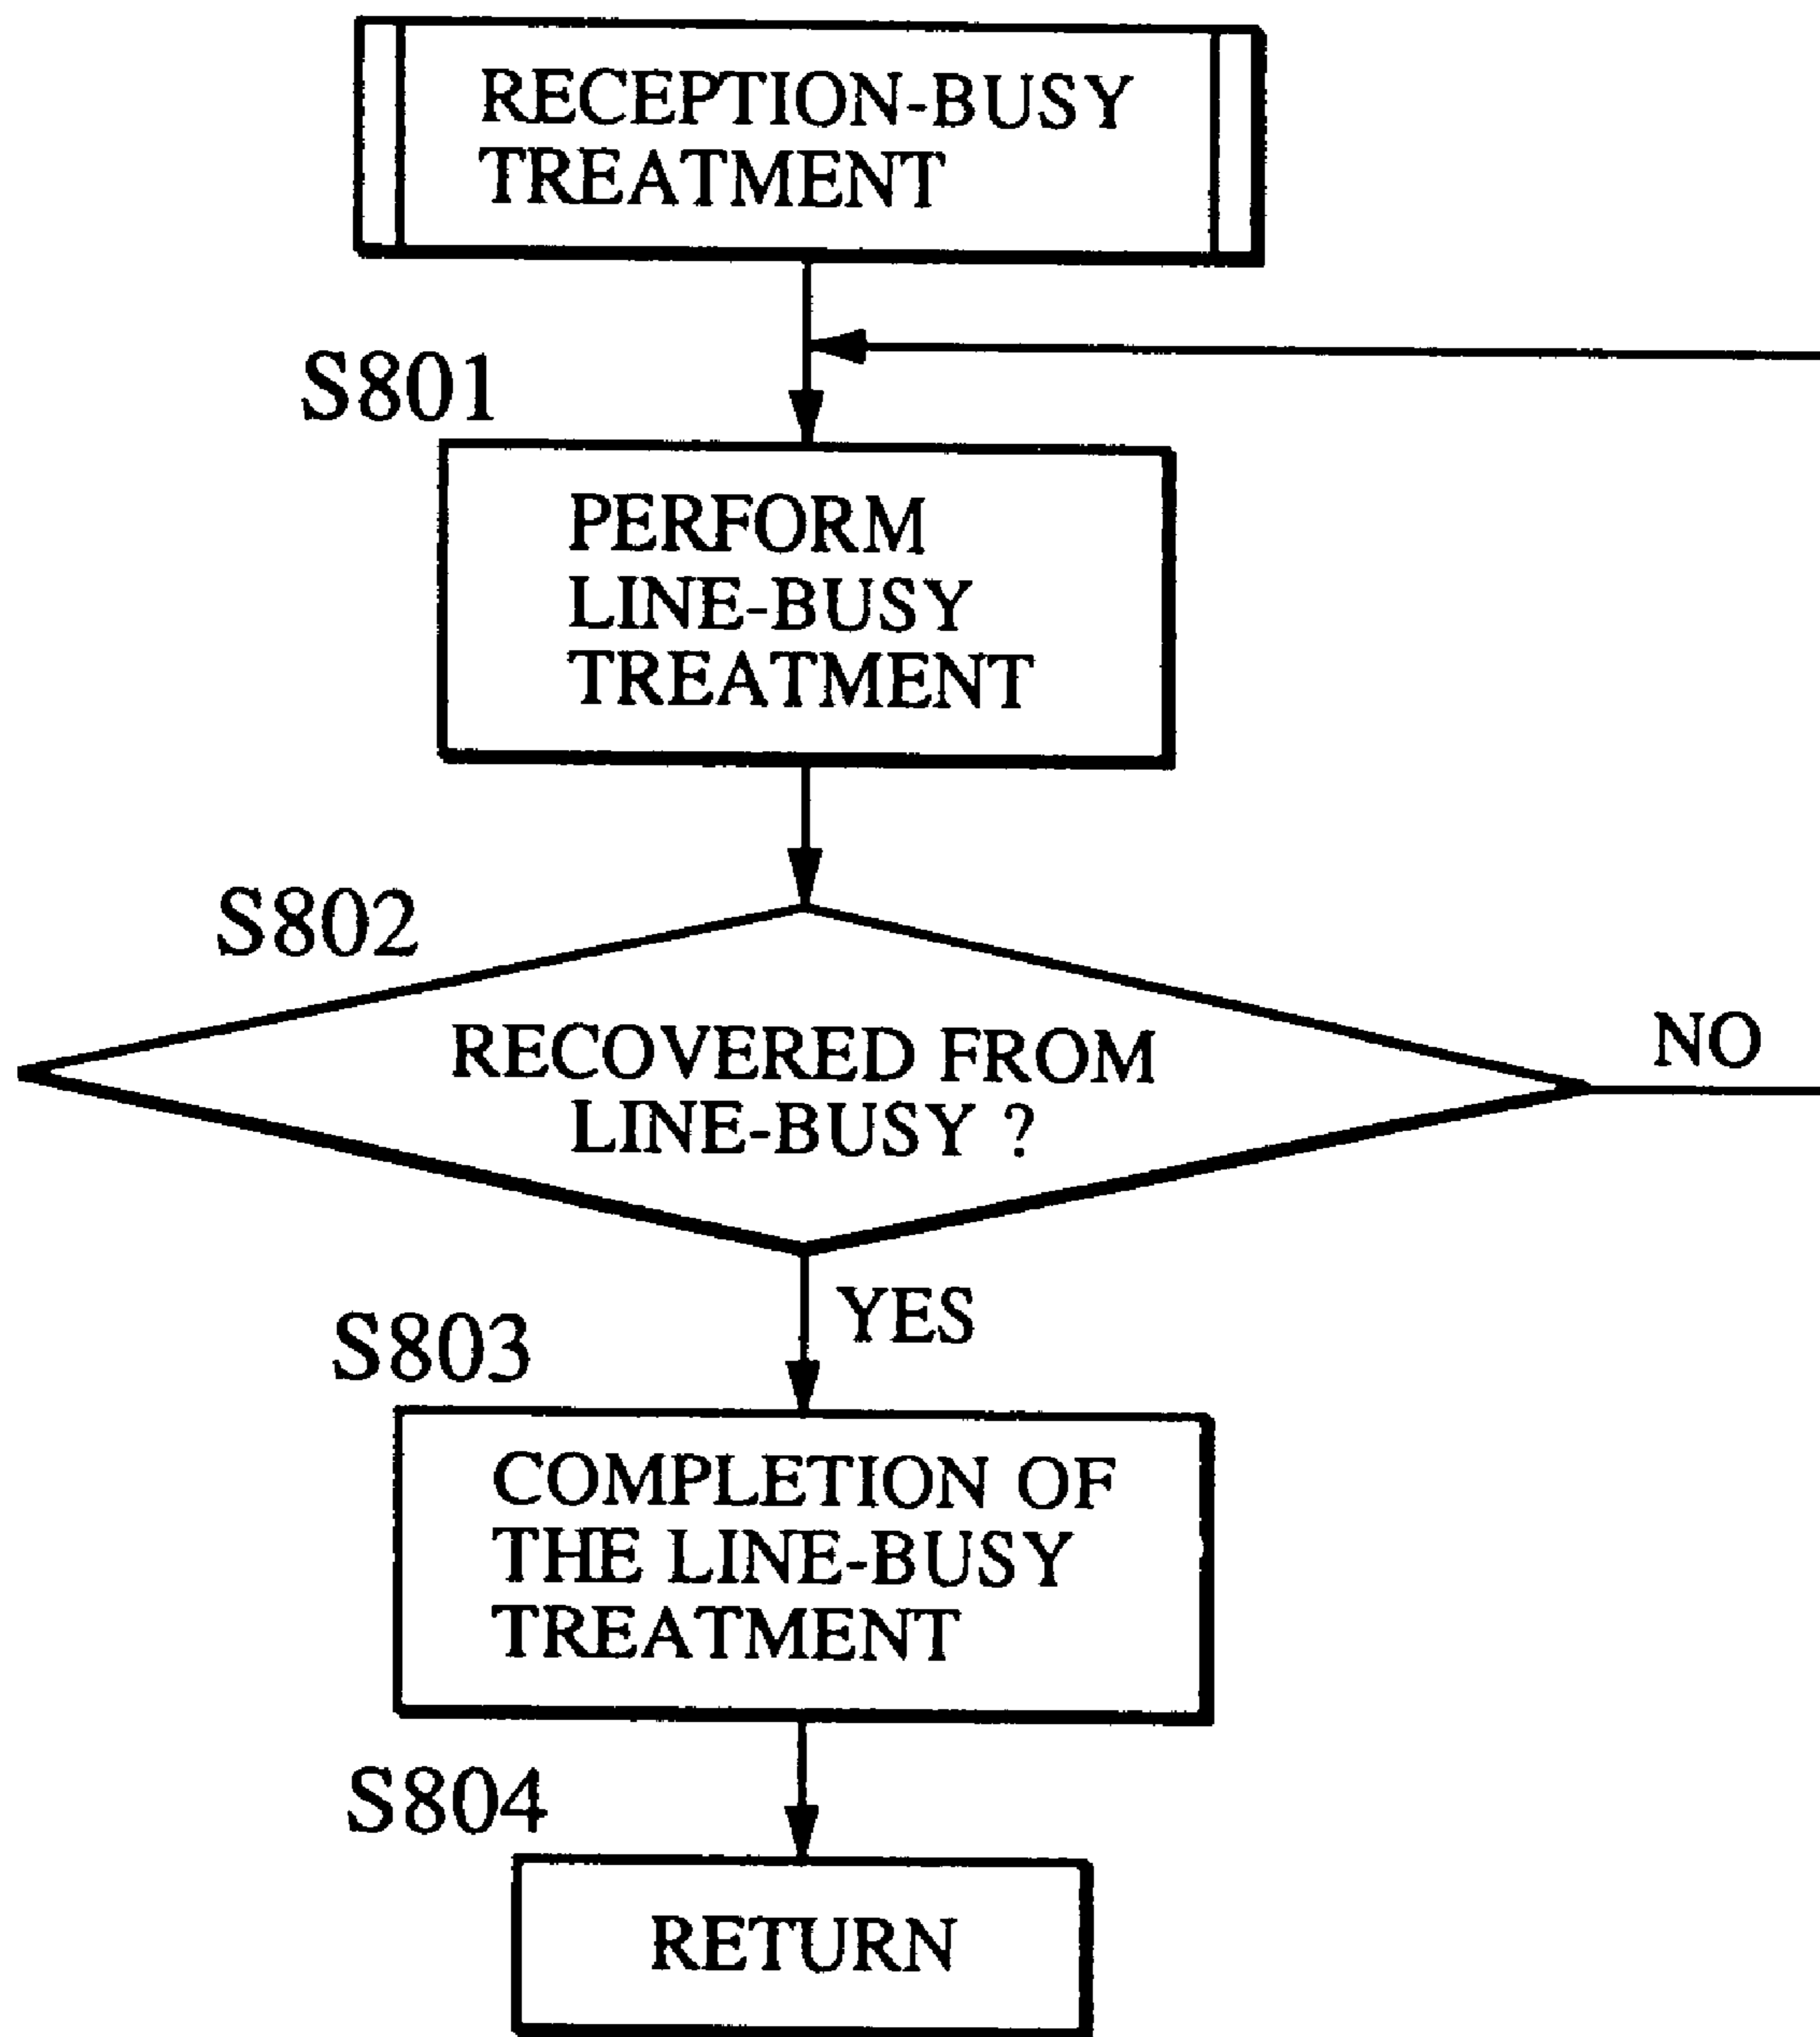 RECEPTION-BUSY
TREATMENT
S801
PERFORM
LINE-BUSY
TREATMENT
S802
RECOVERED FROM
LINE-BUSY ?
NO
YES
S803
COMPLETION OF
THE LINE-BUSY
TREATMENT
S804
RETURN